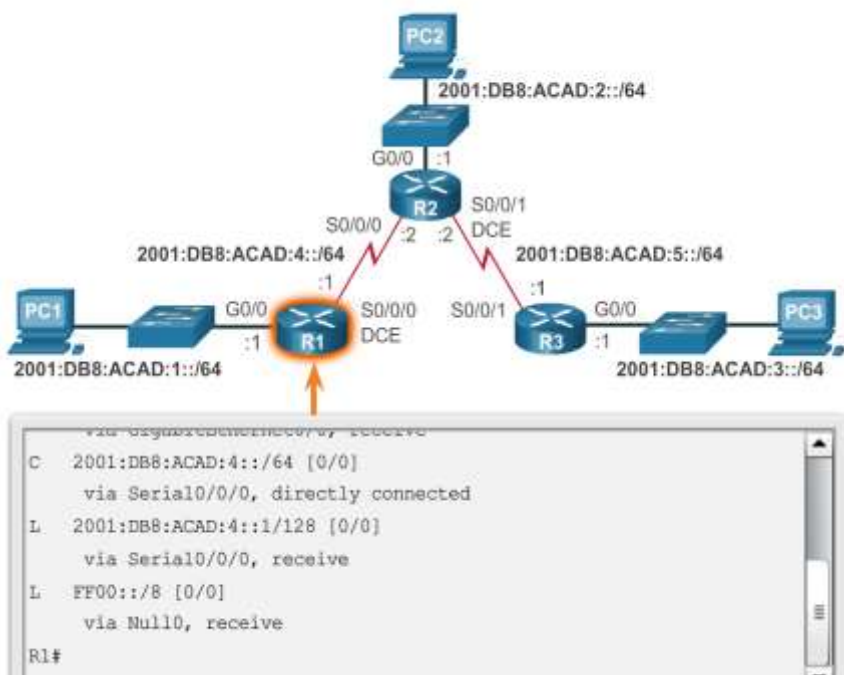 PC2
2001:DB8:ACAD:2::/64
G0/0 :1
R2
S0/0/1
DCE
S0/0/0
:2 :2
2001:DB8:ACAD:4::/64
2001:DB8:ACAD:5::/64
:1
:1
PC1
G0/0
:1
R1
S0/0/0
DCE
S0/0/1
R3
G0/0
:1
PC3
2001:DB8:ACAD:1::/64
2001:DB8:ACAD:3::/64
via GigabitEthernet0/0, receive
C 2001:DB8:ACAD:4::/64 [0/0]
via Serial0/0/0, directly connected
L 2001:DB8:ACAD:4::1/128 [0/0]
via Serial0/0/0, receive
L FF00::/8 [0/0]
via Null0, receive
R1#